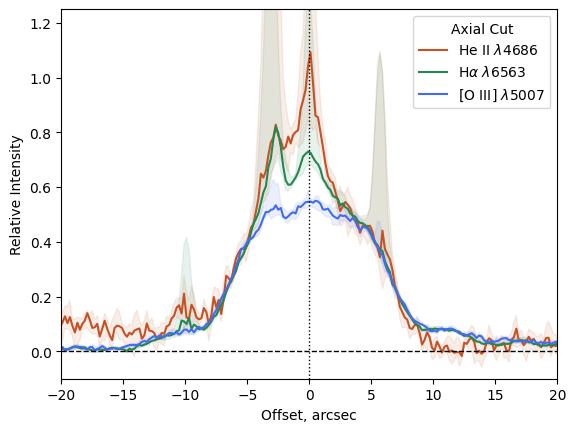 Axial Cut
He II λ4686
Hα λ6563
[O III] λ5007
Relative Intensity
1.2
1.0
0.8
0.6
0.4
0.2
0.0
−20 −15 −10 −5 0 5 10 15 20
Offset, arcsec